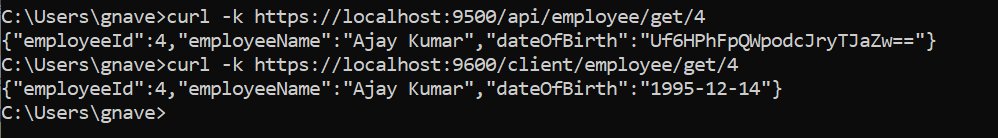 C:\Users\gnave>curl -k https://localhost:9500/api/employee/get/4
{"employeeId":4,"employeeName":"Ajay Kumar","dateOfBirth":"Uf6HPhFpQWpodcJryTJaZw=="}
C:\Users\gnave>curl -k https://localhost:9600/client/employee/get/4
{"employeeId":4,"employeeName":"Ajay Kumar","dateOfBirth":"1995-12-14"}
C:\Users\gnave>